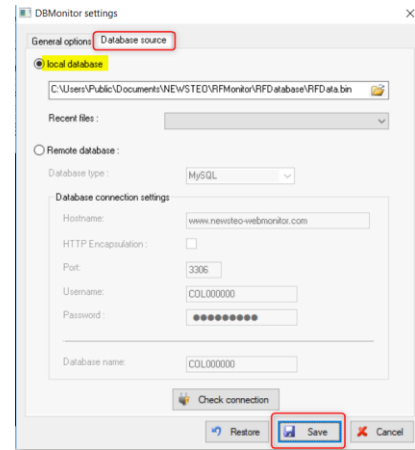 DBMonitor settings
General options Database source
local database
C:\Users\Public\Documents\NEWSTEO\RFMonitor\RFDatabase\RFData.bin
Recent files :
Remote database :
Database type : MySQL
Database connection settings
Hostname: www.newsteo-webmonitor.com
HTTP Encapsulation :
Port: 3306
Username: COL000000
Password : ●●●●●●●●●
Database name: COL000000
Check connection
Restore Save Cancel